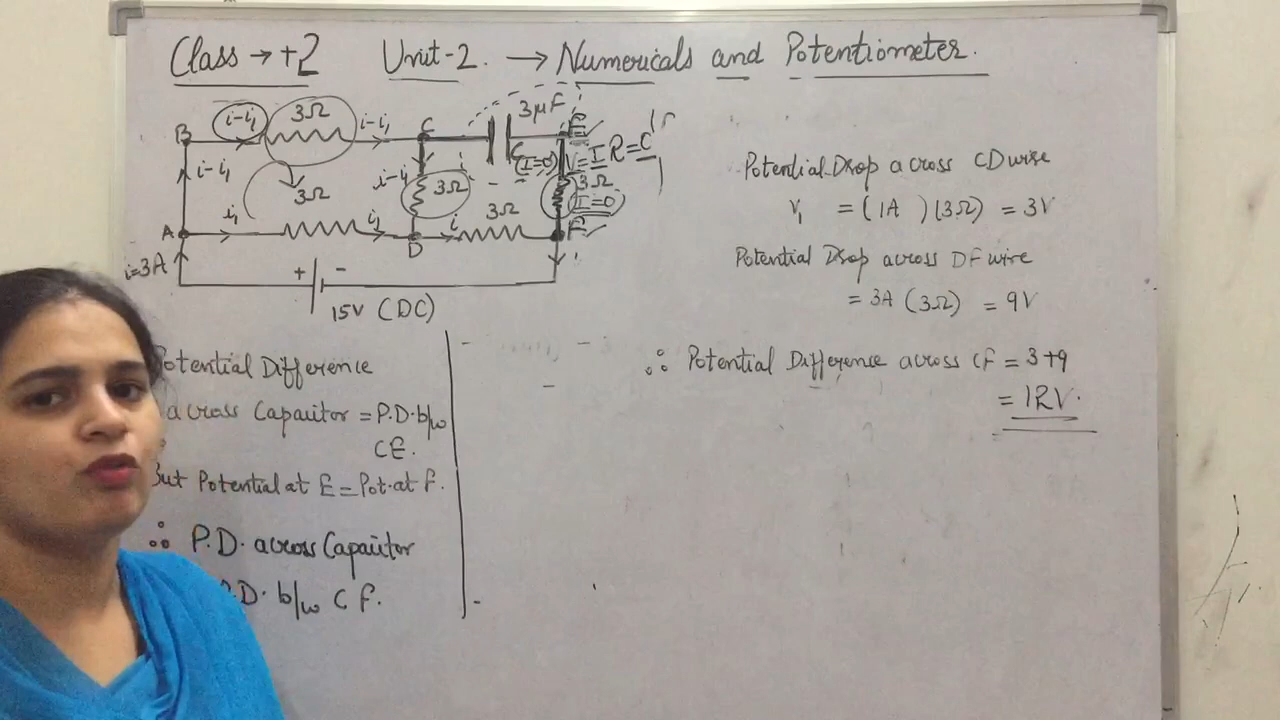 Class → +2 Unit-2. → Numericals and Potentiometer.
i-i₁ 3Ω i-i₁ C 3μF E
B
i-i₁ 3Ω i-i₁ 3Ω (I=0) V=IR=0
3Ω
(I=0)
A i₁ i₁ D i 3Ω F
i=3A
+ -
15V (DC)
Potential Drop across CD wire
V₁ = (1A ) (3Ω) = 3V
Potential Drop across DF wire
= 3A (3Ω) = 9V
∴ Potential Difference across CF = 3+9
= 12V.
Potential Difference
across Capacitor = P.D. b/w
CE.
But Potential at E = Pot. at F.
∴ P.D. across Capacitor
P.D. b/w C F.